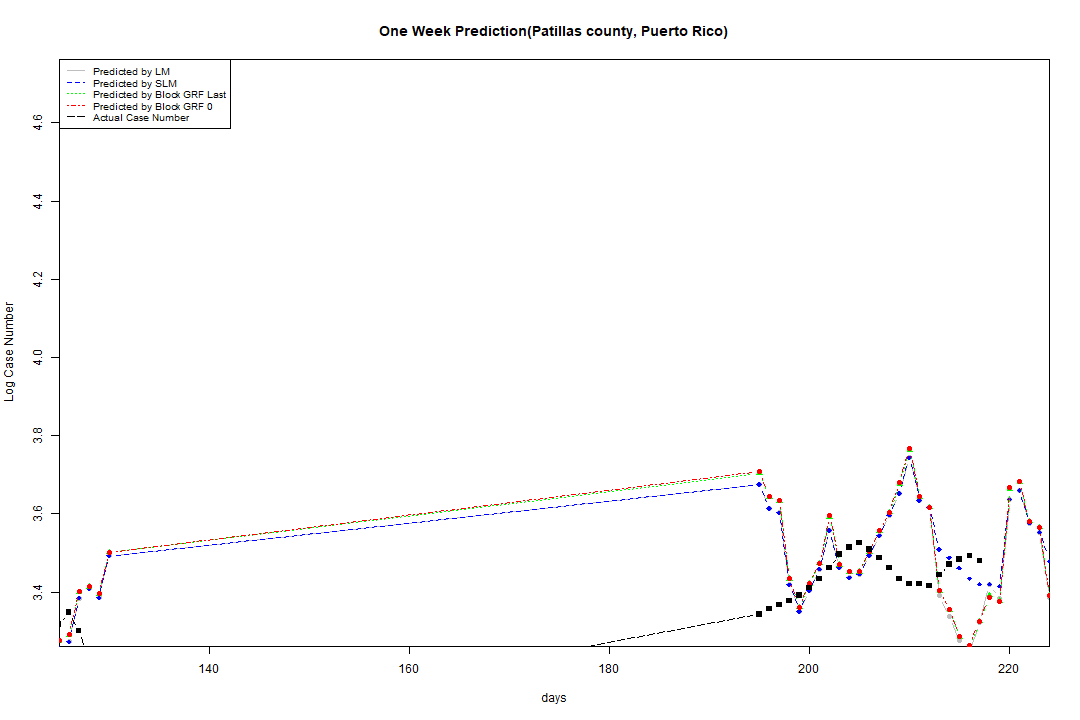 One Week Prediction(Patillas county, Puerto Rico)
Predicted by LM
Predicted by SLM
Predicted by Block GRF Last
Predicted by Block GRF 0
Actual Case Number
4.6
4.4
4.2
4.0
3.8
3.6
3.4
Log Case Number
140 160 180 200 220
days